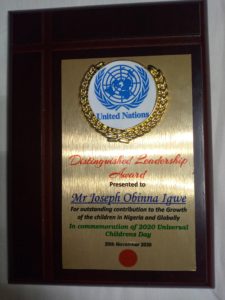 United Nations
Distinguished Leadership
Award
Presented to
Mr Joseph Obinna Igwe
For outstanding contribution to the Growth
of the children in Nigeria and Globally
In commemoration of 2020 Universal
Childrens Day
November 2020